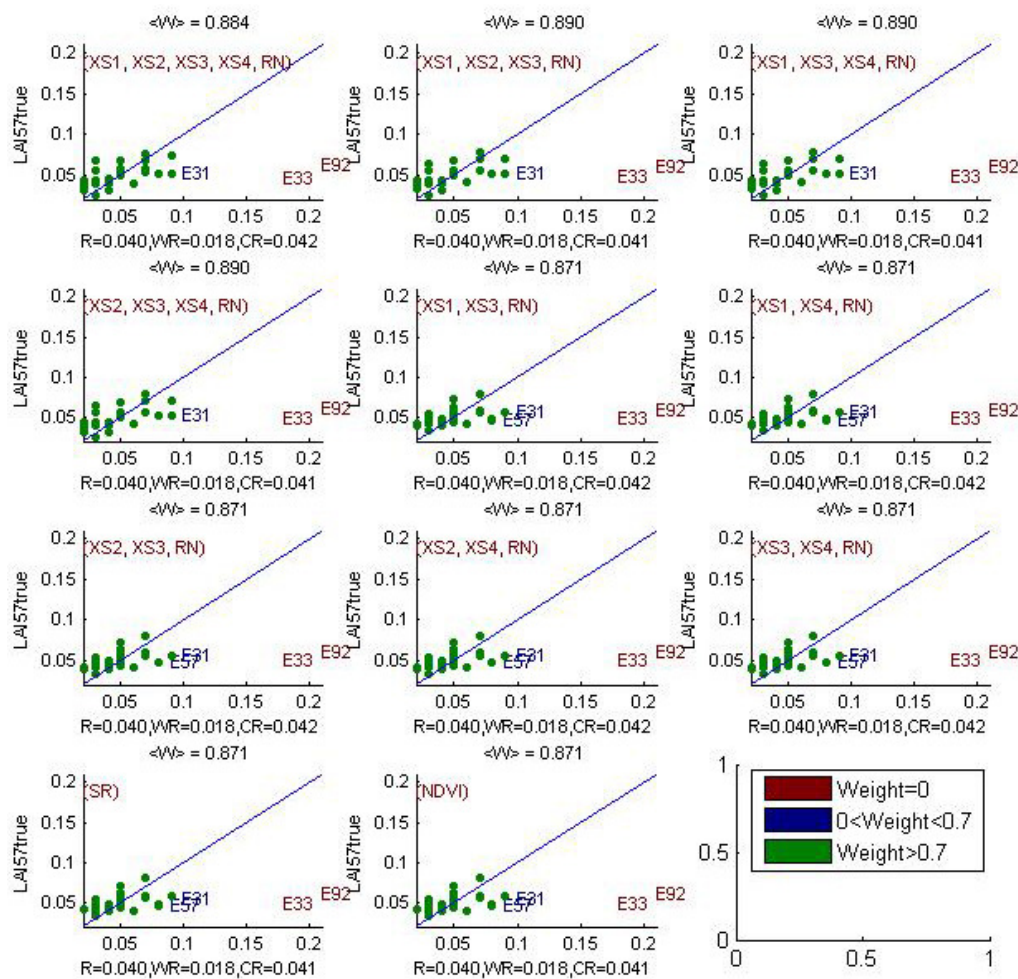 <W> = 0.884
<W> = 0.890
<W> = 0.890
0.2
(XS1, XS2, XS3, XS4, RN)
0.2
(XS1, XS2, XS3, RN)
0.2
(XS1, XS3, XS4, RN)
0.15
0.15
0.15
LAI57true
LAI57true
LAI57true
0.1
0.1
0.1
0.05
E31
E33
E92
0.05
E31
E33
E92
0.05
E31
E33
E92
0.05 0.1 0.15 0.2
0.05 0.1 0.15 0.2
0.05 0.1 0.15 0.2
R=0.040,WR=0.018,CR=0.042
R=0.040,WR=0.018,CR=0.041
R=0.040,WR=0.018,CR=0.041
<W> = 0.890
<W> = 0.871
<W> = 0.871
0.2
(XS2, XS3, XS4, RN)
0.2
(XS1, XS3, RN)
0.2
(XS1, XS4, RN)
0.15
0.15
0.15
LAI57true
LAI57true
LAI57true
0.1
0.1
0.1
0.05
E31
E33
E92
0.05
E31
E57
E33
E92
0.05
E31
E57
E33
E92
0.05 0.1 0.15 0.2
0.05 0.1 0.15 0.2
0.05 0.1 0.15 0.2
R=0.040,WR=0.018,CR=0.041
R=0.040,WR=0.018,CR=0.042
R=0.040,WR=0.018,CR=0.042
<W> = 0.871
<W> = 0.871
<W> = 0.871
0.2
(XS2, XS3, RN)
0.2
(XS2, XS4, RN)
0.2
(XS3, XS4, RN)
0.15
0.15
0.15
LAI57true
LAI57true
LAI57true
0.1
0.1
0.1
0.05
E31
E57
E33
E92
0.05
E31
E57
E33
E92
0.05
E31
E57
E33
E92
0.05 0.1 0.15 0.2
0.05 0.1 0.15 0.2
0.05 0.1 0.15 0.2
R=0.040,WR=0.018,CR=0.042
R=0.040,WR=0.018,CR=0.042
R=0.040,WR=0.018,CR=0.042
<W> = 0.871
<W> = 0.871
0.2
(SR)
0.2
(NDVI)
0.15
0.15
LAI57true
LAI57true
0.1
0.1
0.05
E31
E57
E33
E92
0.05
E31
E57
E33
E92
0.05 0.1 0.15 0.2
0.05 0.1 0.15 0.2
R=0.040,WR=0.018,CR=0.041
R=0.040,WR=0.018,CR=0.041
1
Weight=0
0<Weight<0.7
0.5
Weight>0.7
0
0 0.5 1